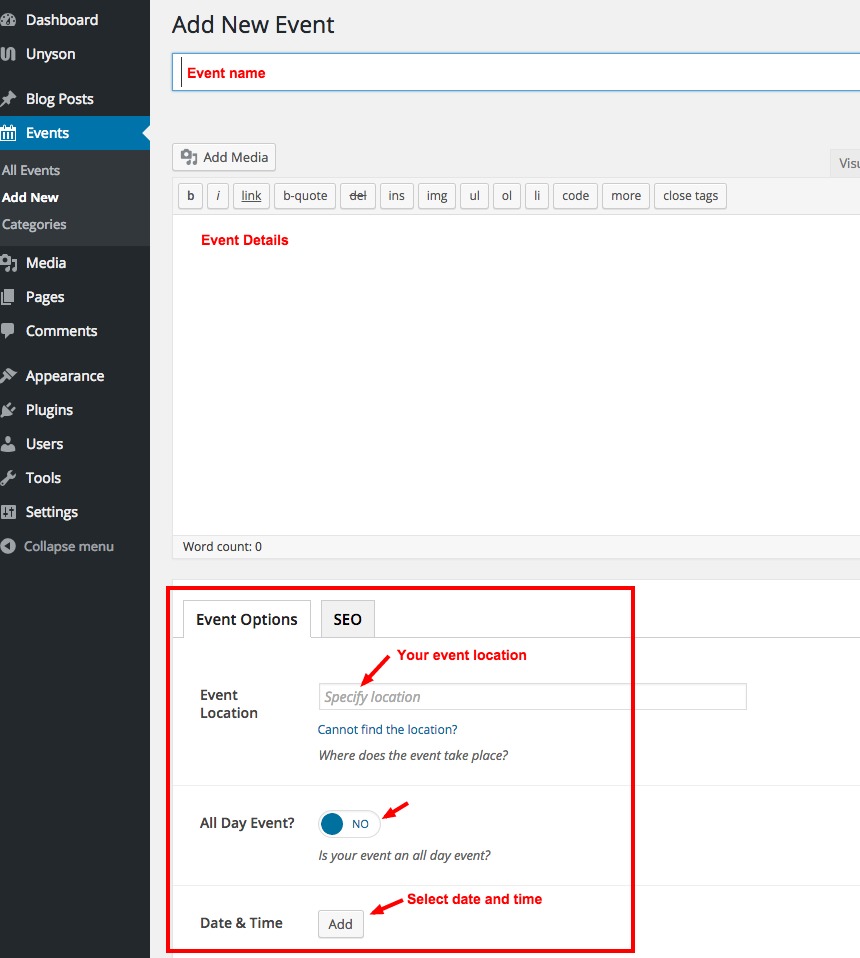 Dashboard
Unyson
Blog Posts
Events
All Events
Add New
Categories
Media
Pages
Comments
Appearance
Plugins
Users
Tools
Settings
Collapse menu
Add New Event
Event name
Add Media
Visu
b i link b-quote del ins img ul ol li code more close tags
Event Details
Word count: 0
Event Options SEO
Your event location
Event
Location
Specify location
Cannot find the location?
Where does the event take place?
All Day Event? NO
Is your event an all day event?
Select date and time
Date & Time Add